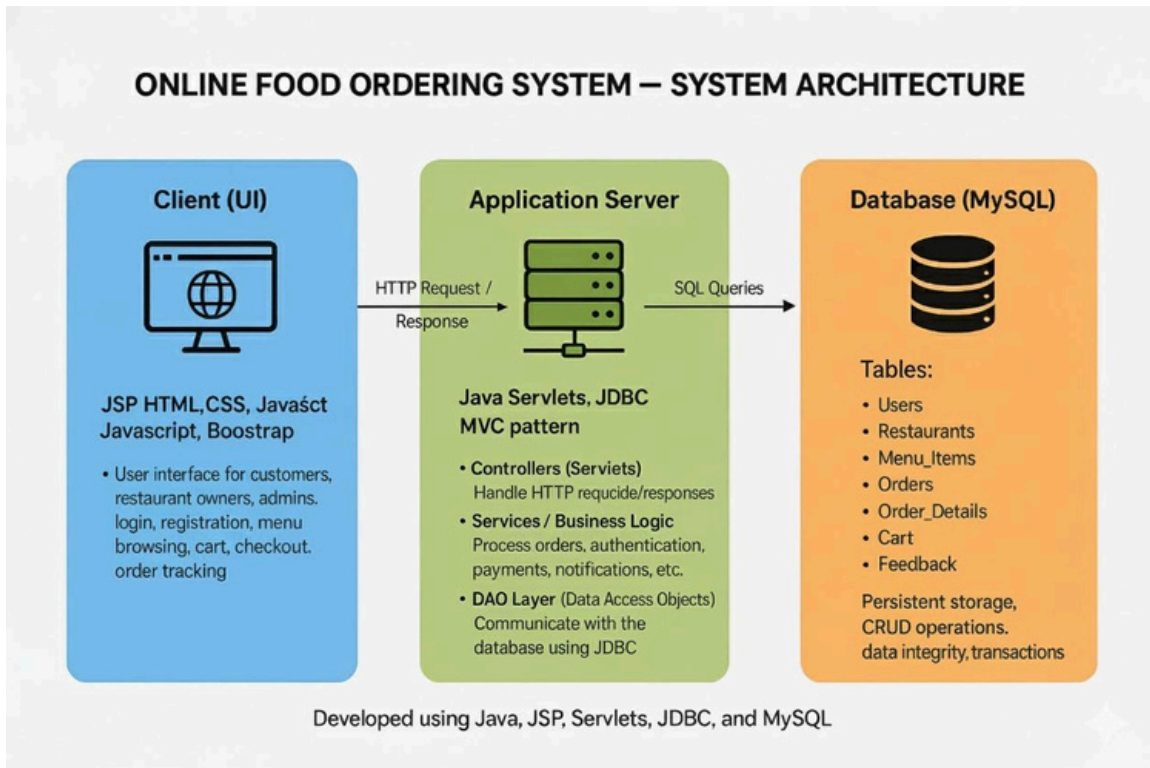 ONLINE FOOD ORDERING SYSTEM — SYSTEM ARCHITECTURE
Client (UI)
JSP HTML,CSS, Javaśct
Javascript, Boostrap
• User interface for customers,
restaurant owners, admins.
login, registration, menu
browsing, cart, checkout.
order tracking
HTTP Request /
Response
Application Server
Java Servlets, JDBC
MVC pattern
• Controllers (Serviets)
Handle HTTP requcide/responses
• Services / Business Logic
Process orders, authentication,
payments, notifications, etc.
• DAO Layer (Data Access Objects)
Communicate with the
database using JDBC
SQL Queries
Database (MySQL)
Tables:
• Users
• Restaurants
• Menu_Items
• Orders
• Order_Details
• Cart
• Feedback
Persistent storage,
CRUD operations.
data integrity, transactions
Developed using Java, JSP, Servlets, JDBC, and MySQL